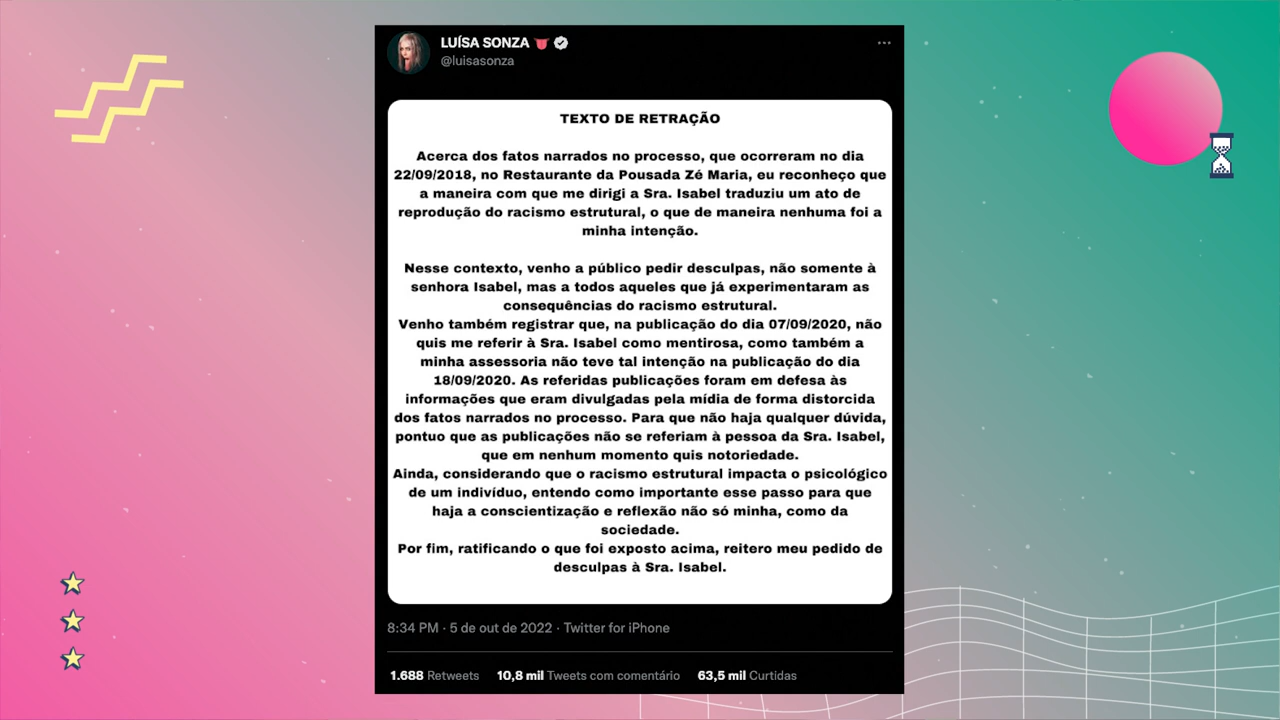 LUÍSA SONZA 👅
@luisasonza
TEXTO DE RETRAÇÃO
Acerca dos fatos narrados no processo, que ocorreram no dia
22/09/2018, no Restaurante da Pousada Zé Maria, eu reconheço que
a maneira com que me dirigi a Sra. Isabel traduziu um ato de
reprodução do racismo estrutural, o que de maneira nenhuma foi a
minha intenção.
Nesse contexto, venho a público pedir desculpas, não somente à
senhora Isabel, mas a todos aqueles que já experimentaram as
consequências do racismo estrutural.
Venho também registrar que, na publicação do dia 07/09/2020, não
quis me referir à Sra. Isabel como mentirosa, como também a
minha assessoria não teve tal intenção na publicação do dia
18/09/2020. As referidas publicações foram em defesa às
informações que eram divulgadas pela mídia de forma distorcida
dos fatos narrados no processo. Para que não haja qualquer dúvida,
pontuo que as publicações não se referiam à pessoa da Sra. Isabel,
que em nenhum momento quis notoriedade.
Ainda, considerando que o racismo estrutural impacta o psicológico
de um indivíduo, entendo como importante esse passo para que
haja a conscientização e reflexão não só minha, como da
sociedade.
Por fim, ratificando o que foi exposto acima, reitero meu pedido de
desculpas à Sra. Isabel.
8:34 PM · 5 de out de 2022 · Twitter for iPhone
1.688 Retweets 10,8 mil Tweets com comentário 63,5 mil Curtidas